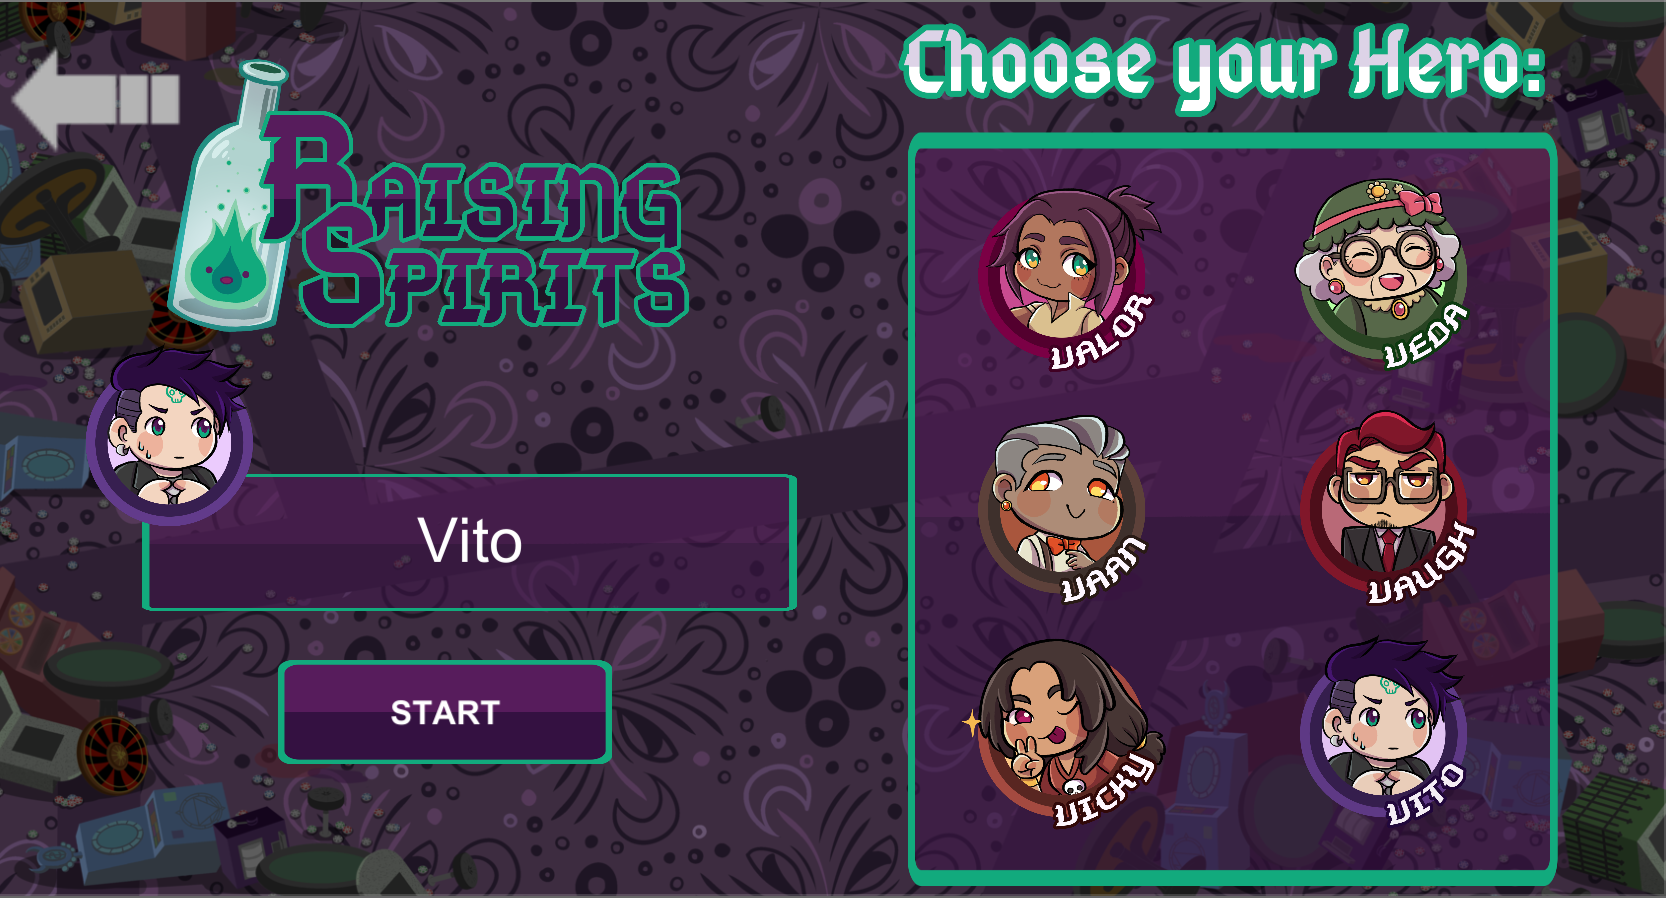 RAISING
SPIRITS
Vito
START
Choose your Hero:
VALOR
VEDA
VAAN
VAUGH
VICKY
VITO